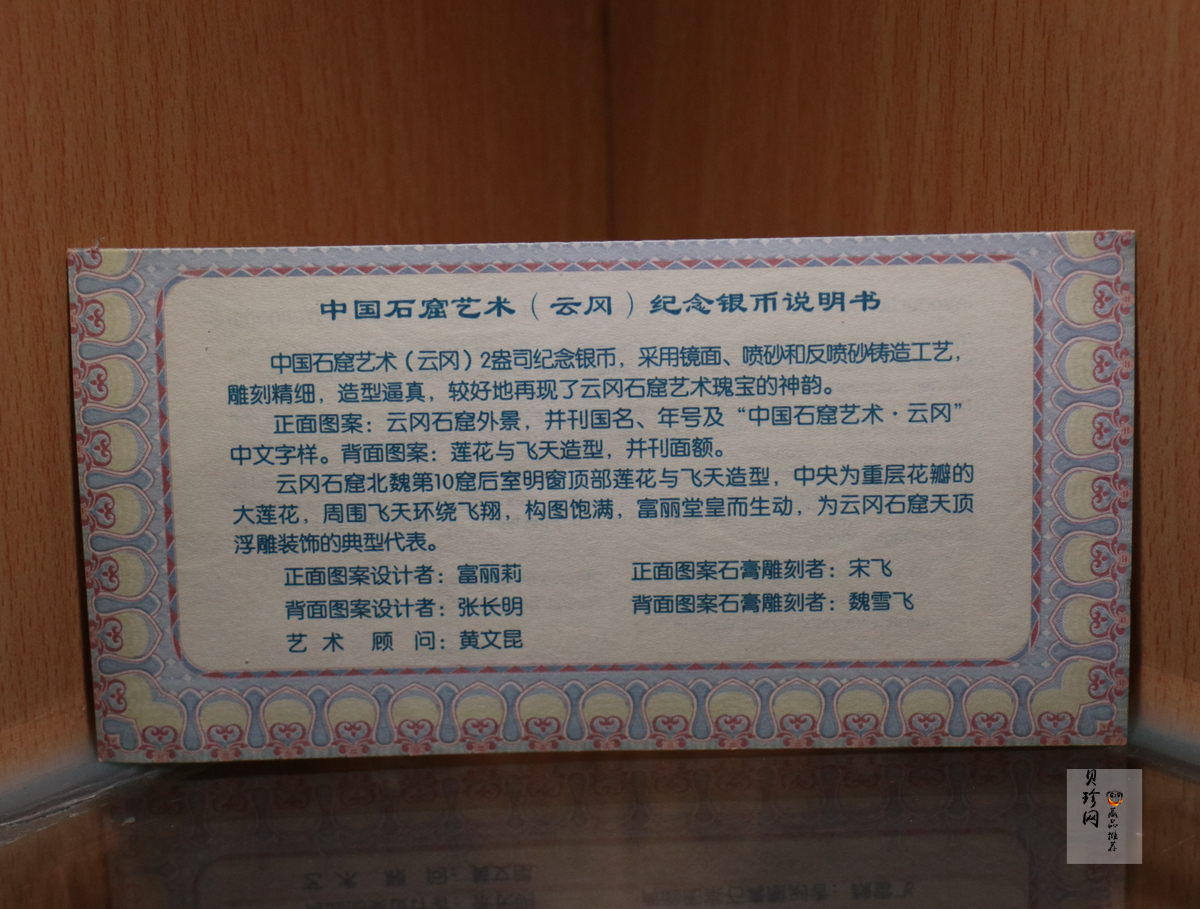 中国石窟艺术（云冈）纪念银币说明书
中国石窟艺术（云冈）2盎司纪念银币，采用镜面、喷砂和反喷砂铸造工艺，
雕刻精细，造型逼真，较好地再现了云冈石窟艺术瑰宝的神韵。
正面图案：云冈石窟外景，并刊国名、年号及“中国石窟艺术·云冈”
中文字样。背面图案：莲花与飞天造型，并刊面额。
云冈石窟北魏第10窟后室明窗顶部莲花与飞天造型，中央为重层花瓣的
大莲花，周围飞天环绕飞翔，构图饱满，富丽堂皇而生动，为云冈石窟天顶
浮雕装饰的典型代表。
正面图案设计者：富丽莉 正面图案石膏雕刻者：宋飞
背面图案设计者：张长明 背面图案石膏雕刻者：魏雪飞
艺术顾问：黄文昆
贝珍网
藏品推荐